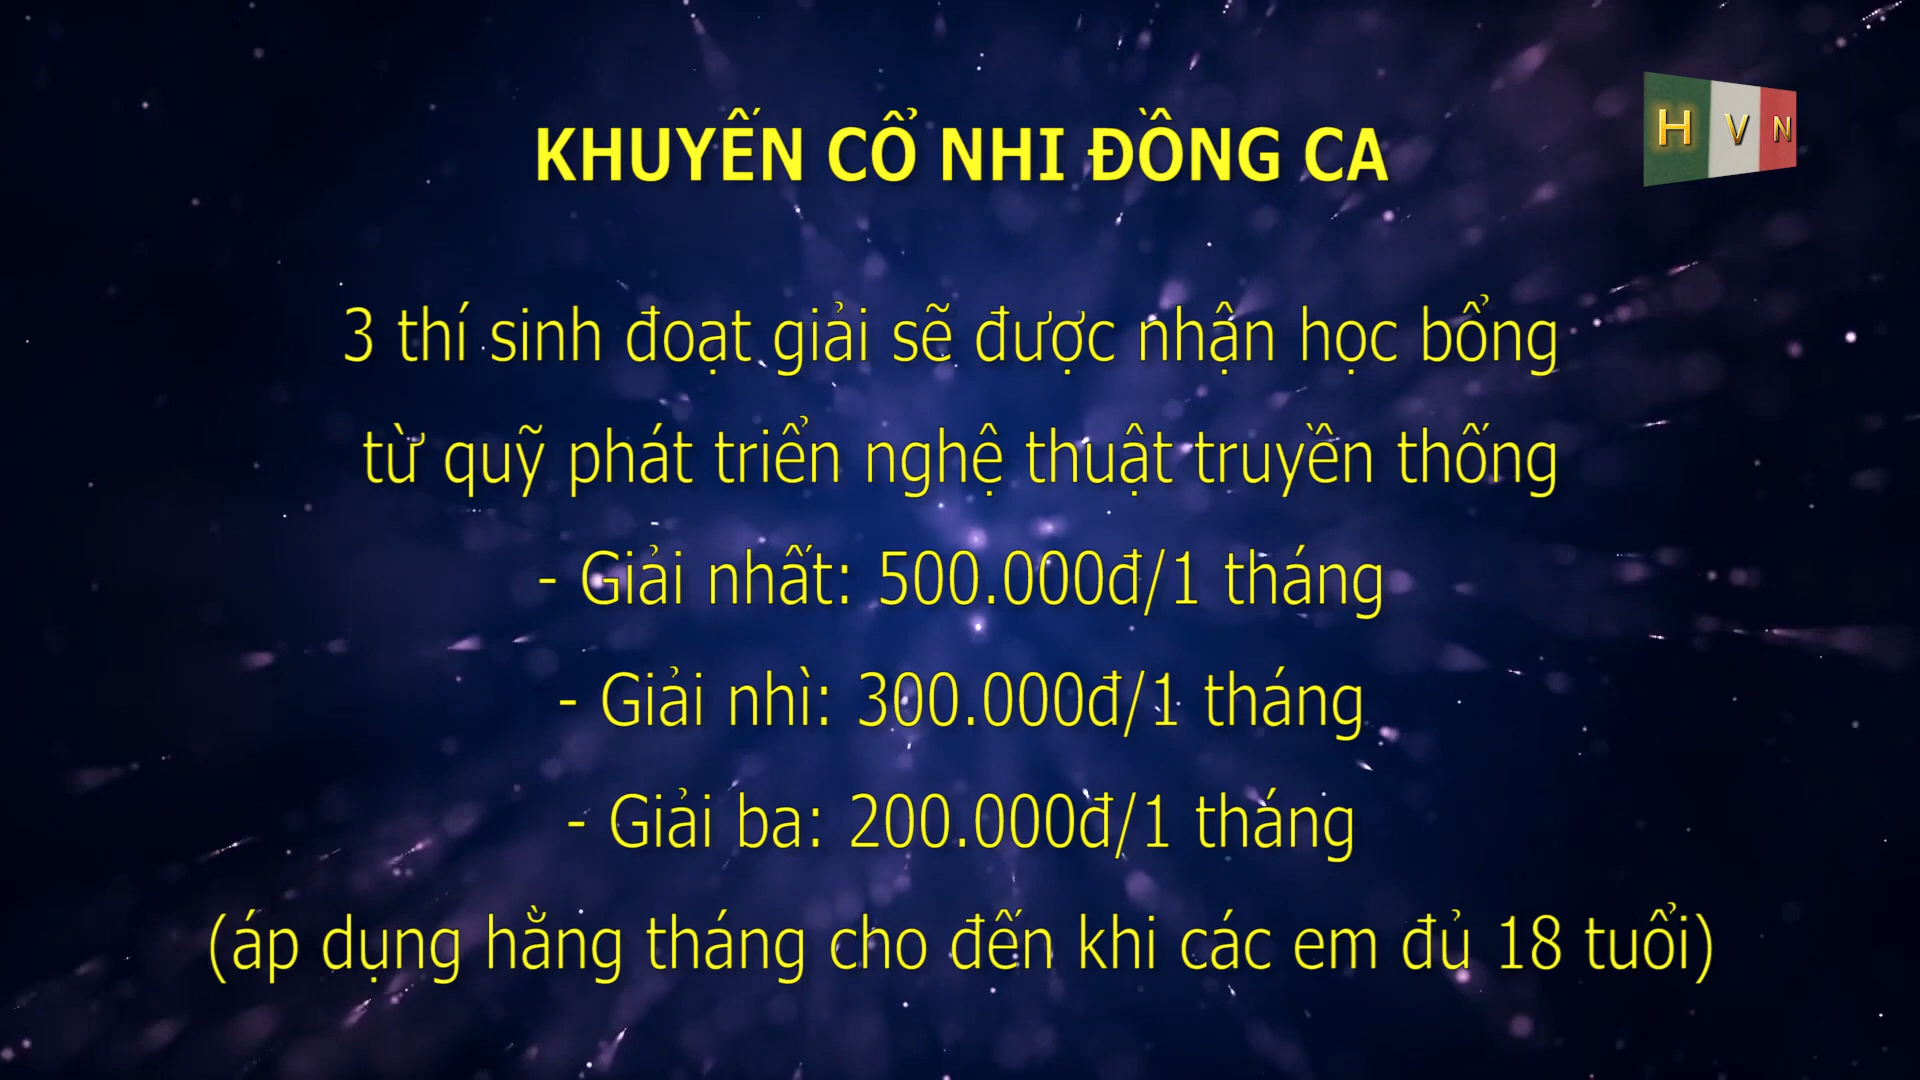 KHUYẾN CỔ NHI ĐỒNG CA
H V N
3 thí sinh đoạt giải sẽ được nhận học bổng
từ quỹ phát triển nghệ thuật truyền thống
- Giải nhất: 500.000đ/1 tháng
- Giải nhì: 300.000đ/1 tháng
- Giải ba: 200.000đ/1 tháng
(áp dụng hằng tháng cho đến khi các em đủ 18 tuổi)